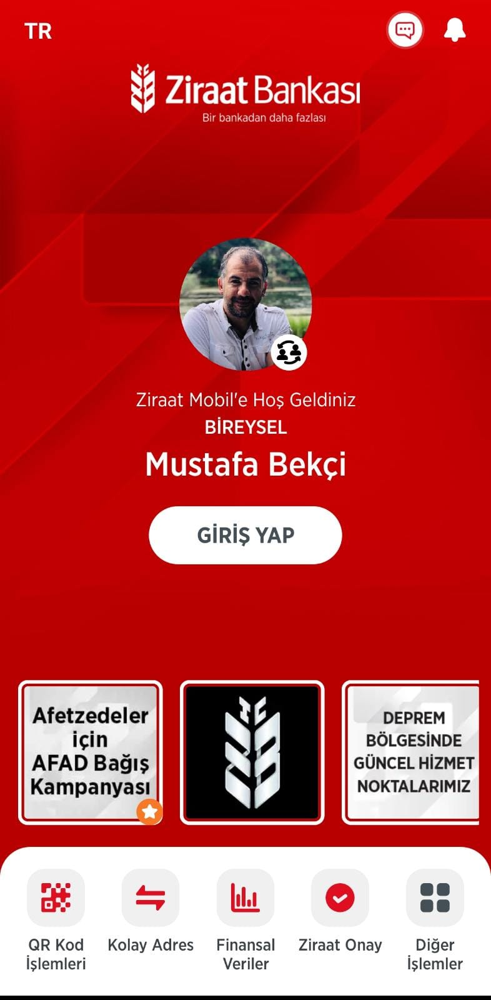 TR
Ziraat Bankası
Bir bankadan daha fazlası
Ziraat Mobil'e Hoş Geldiniz
BİREYSEL
Mustafa Bekçi
GİRİŞ YAP
Afetzedeler
için
AFAD Bağış
Kampanyası
DEPREM
BÖLGESİNDE
GÜNCEL HİZMET
NOKTALARIMIZ
QR Kod
İşlemleri
Kolay Adres
Finansal
Veriler
Ziraat Onay
Diğer
İşlemler